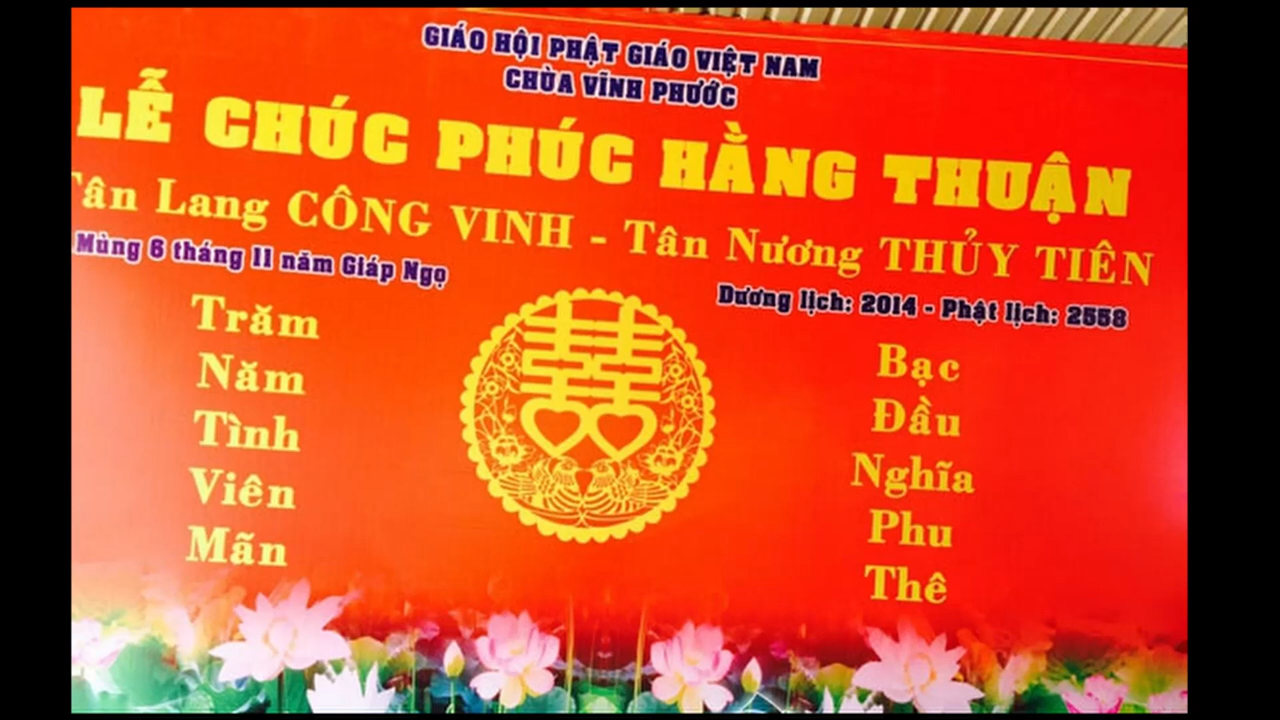 GIÁO HỘI PHẬT GIÁO VIỆT NAM
CHÙA VĨNH PHƯỚC
LỄ CHÚC PHÚC HẰNG THUẬN
Tân Lang CÔNG VINH - Tân Nương THỦY TIÊN
Mùng 6 tháng 11 năm Giáp Ngọ
Dương lịch: 2014 - Phật lịch: 2558
Trăm
Năm
Tình
Viên
Mãn
囍
Bạc
Đầu
Nghĩa
Phu
Thê